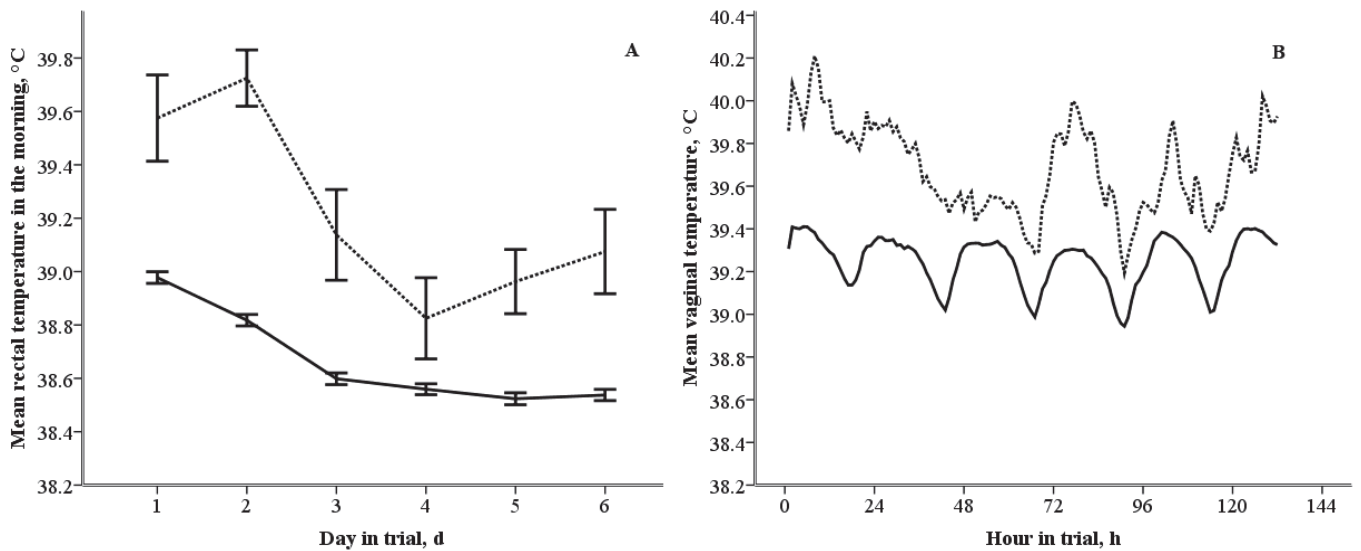 A
Mean rectal temperature in the morning, °C
39.8
39.6
39.4
39.2
39.0
38.8
38.6
38.4
38.2
1 2 3 4 5 6
Day in trial, d
B
Mean vaginal temperature, °C
40.4
40.2
40.0
39.8
39.6
39.4
39.2
39.0
38.8
38.6
38.4
38.2
0 24 48 72 96 120 144
Hour in trial, h